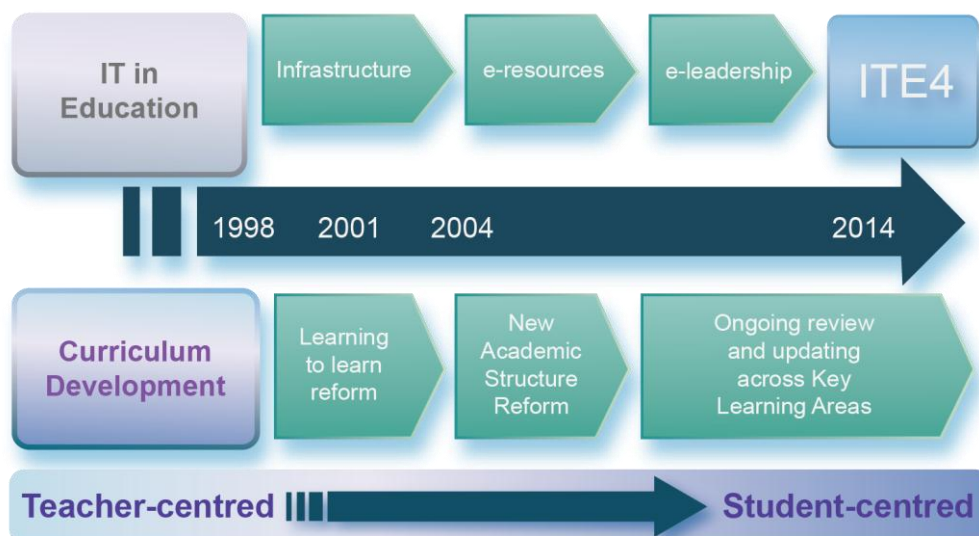 IT in
Education
Infrastructure
e-resources
e-leadership
ITE4
1998 2001 2004 2014
Curriculum
Development
Learning
to learn
reform
New
Academic
Structure
Reform
Ongoing review
and updating
across Key
Learning Areas
Teacher-centred
Student-centred